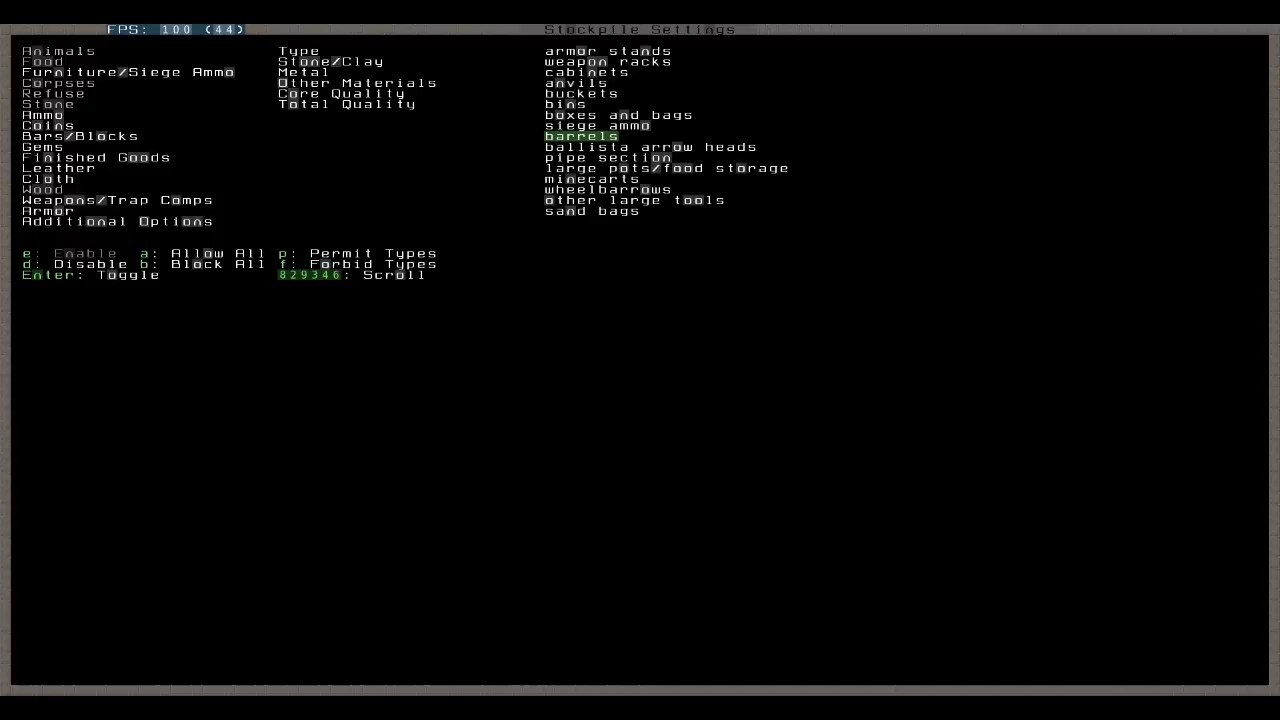 FPS: 100 (44) Stockpile Settings
Animals Type armor stands
Food Stone/Clay weapon racks
Furniture/Siege Ammo Metal cabinets
Corpses Other Materials anvils
Refuse Core Quality buckets
Stone Total Quality bins
Ammo boxes and bags
Coins siege ammo
Bars/Blocks barrels
Gems ballista arrow heads
Finished Goods pipe section
Leather large pots/food storage
Cloth minecarts
Wood wheelbarrows
Weapons/Trap Comps other large tools
Armor sand bags
Additional Options
e: Enable a: Allow All p: Permit Types
d: Disable b: Block All f: Forbid Types
Enter: Toggle 829346: Scroll